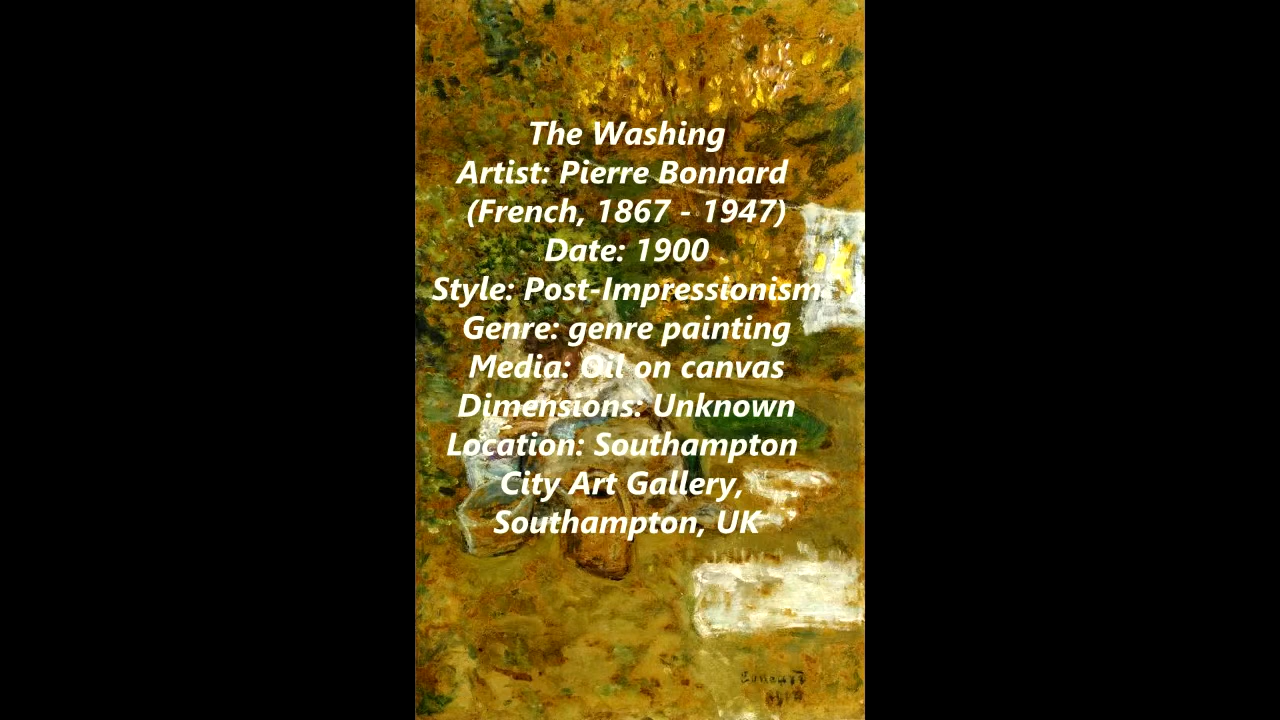 The Washing
Artist: Pierre Bonnard
(French, 1867 - 1947)
Date: 1900
Style: Post-Impressionism
Genre: genre painting
Media: Oil on canvas
Dimensions: Unknown
Location: Southampton
City Art Gallery,
Southampton, UK
Bonnard